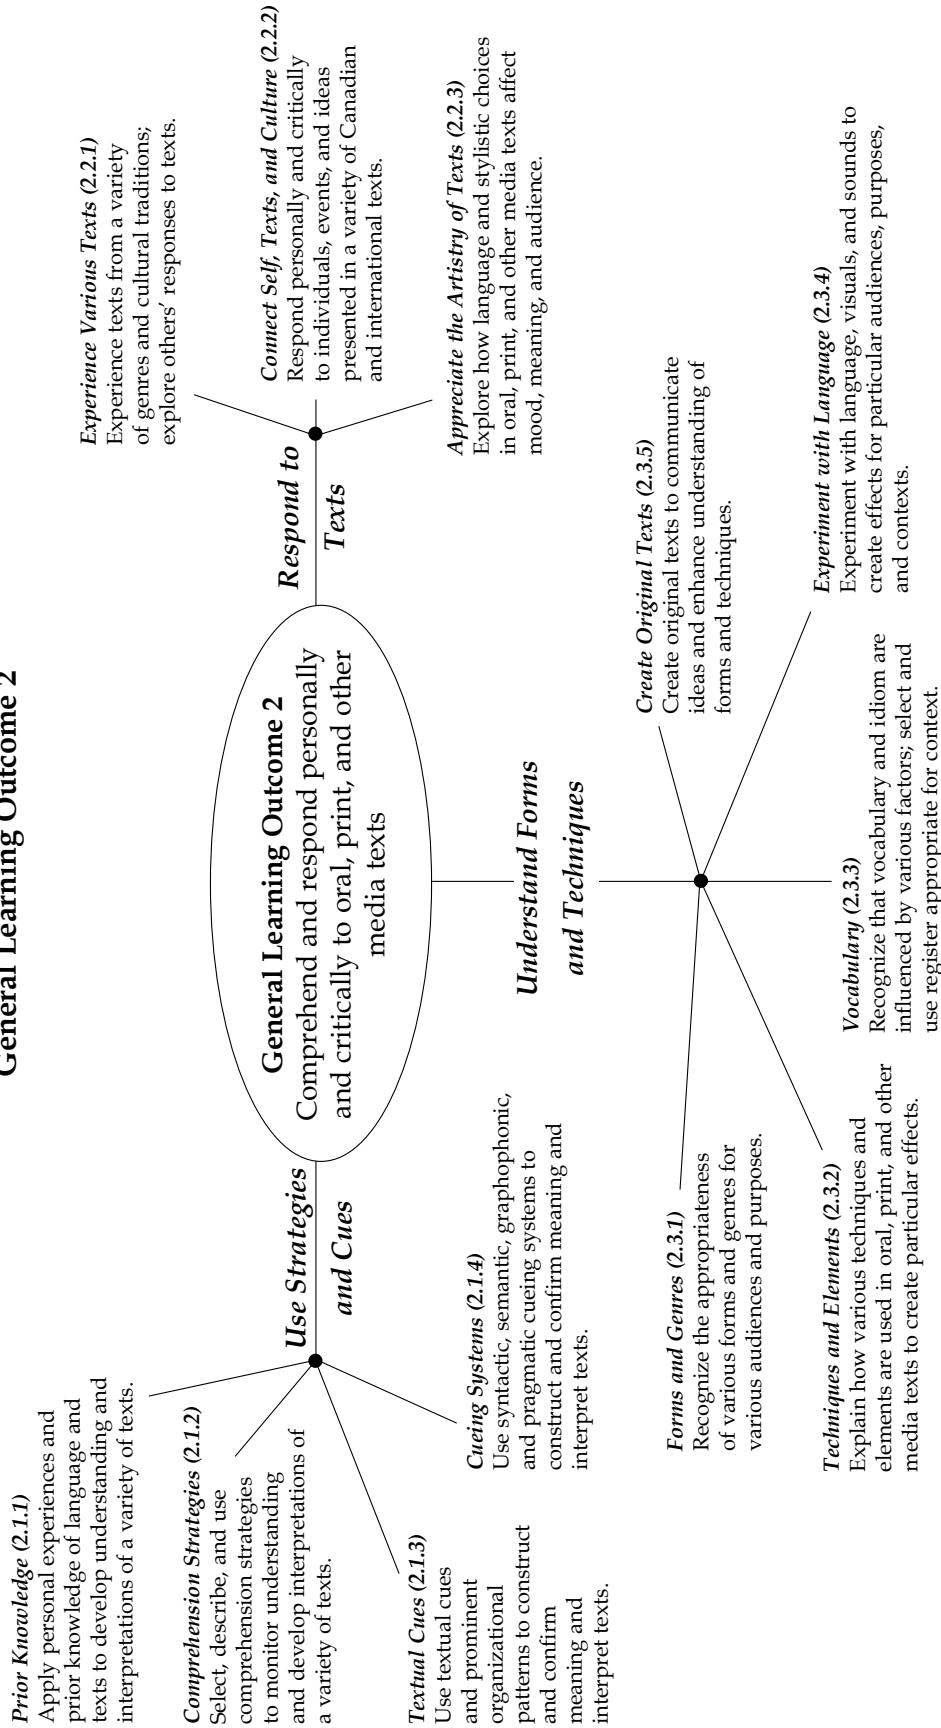 General Learning Outcome 2
Prior Knowledge (2.1.1)
Apply personal experiences and
prior knowledge of language and
texts to develop understanding and
interpretations of a variety of texts.
Comprehension Strategies (2.1.2)
Select, describe, and use
comprehension strategies
to monitor understanding
and develop interpretations of
a variety of texts.
Textual Cues (2.1.3)
Use textual cues
and prominent
organizational
patterns to construct
and confirm
meaning and
interpret texts.
Cueing Systems (2.1.4)
Use syntactic, semantic, graphophonic,
and pragmatic cueing systems to
construct and confirm meaning and
interpret texts.
Use Strategies
and Cues
General Learning Outcome 2
Comprehend and respond personally
and critically to oral, print, and other
media texts
Respond to
Texts
Experience Various Texts (2.2.1)
Experience texts from a variety
of genres and cultural traditions;
explore others' responses to texts.
Connect Self, Texts, and Culture (2.2.2)
Respond personally and critically
to individuals, events, and ideas
presented in a variety of Canadian
and international texts.
Appreciate the Artistry of Texts (2.2.3)
Explore how language and stylistic choices
in oral, print, and other media texts affect
mood, meaning, and audience.
Understand Forms
and Techniques
Forms and Genres (2.3.1)
Recognize the appropriateness
of various forms and genres for
various audiences and purposes.
Techniques and Elements (2.3.2)
Explain how various techniques and
elements are used in oral, print, and other
media texts to create particular effects.
Vocabulary (2.3.3)
Recognize that vocabulary and idiom are
influenced by various factors; select and
use register appropriate for context.
Experiment with Language (2.3.4)
Experiment with language, visuals, and sounds to
create effects for particular audiences, purposes,
and contexts.
Create Original Texts (2.3.5)
Create original texts to communicate
ideas and enhance understanding of
forms and techniques.